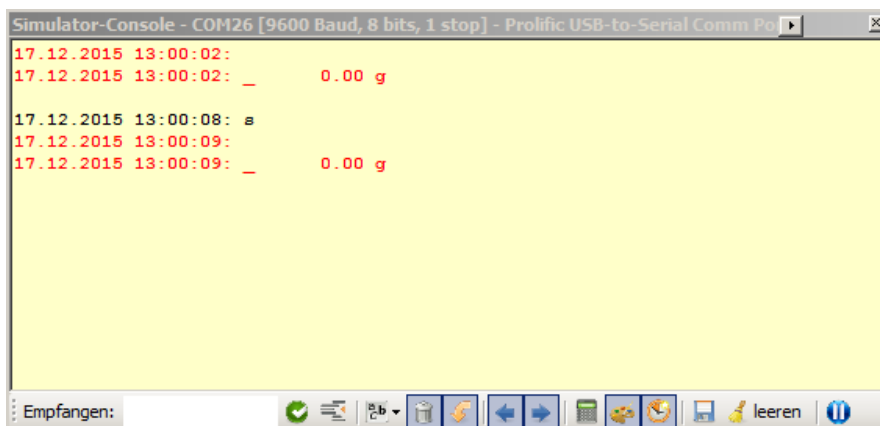 Simulator-Console - COM26 [9600 Baud, 8 bits, 1 stop] - Prolific USB-to-Serial Comm Po
17.12.2015 13:00:02:
17.12.2015 13:00:02: _      0.00 g
17.12.2015 13:00:08: s
17.12.2015 13:00:09:
17.12.2015 13:00:09: _      0.00 g
Empfangen: leeren